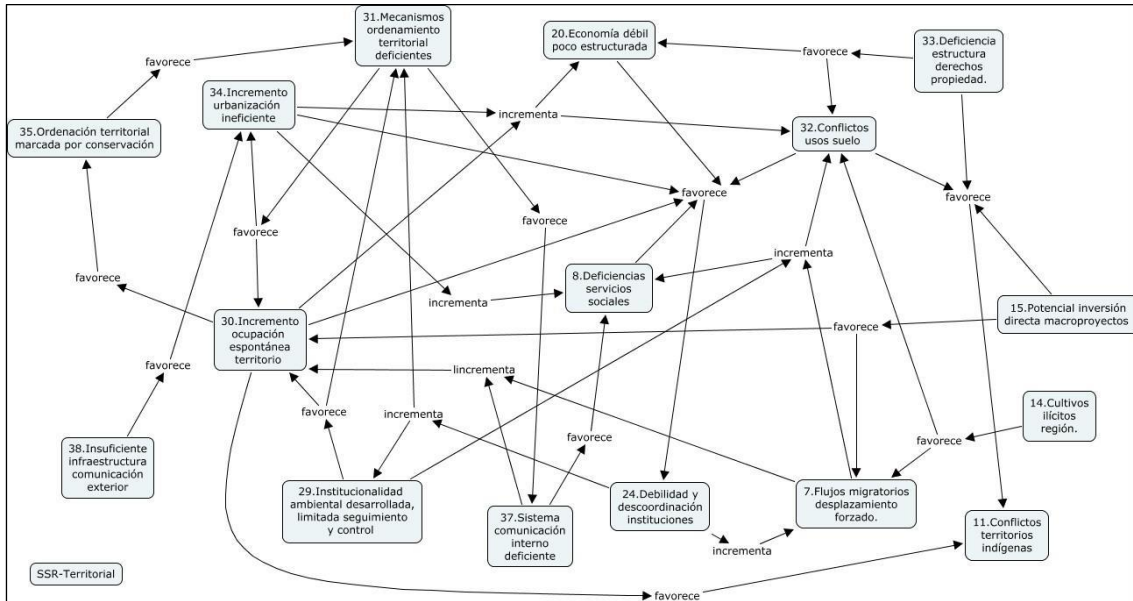 31.Mecanismos
ordenamiento
territorial
deficientes
20.Economía débil
poco estructurada
33.Deficiencia
estructura
derechos
propiedad.
favorece
favorece
34.Incremento
urbanización
ineficiente
incrementa
35.Ordenación territorial
marcada por conservación
32.Conflictos
usos suelo
favorece
favorece
favorece
favorece
incrementa
favorece
8.Deficiencias
servicios
sociales
incrementa
15.Potencial inversión
directa macroproyectos
30.Incremento
ocupación
espontánea
territorio
favorece
favorece
lincrementa
favorece
incrementa
14.Cultivos
ilícitos
región.
favorece
favorece
38.Insuficiente
infraestructura
comunicación
exterior
29.Institucionalidad
ambiental desarrollada,
limitada seguimiento
y control
37.Sistema
comunicación
interno
deficiente
24.Debilidad y
descoordinación
instituciones
7.Flujos migratorios
desplazamiento
forzado.
11.Conflictos
territorios
indígenas
incrementa
SSR-Territorial
favorece